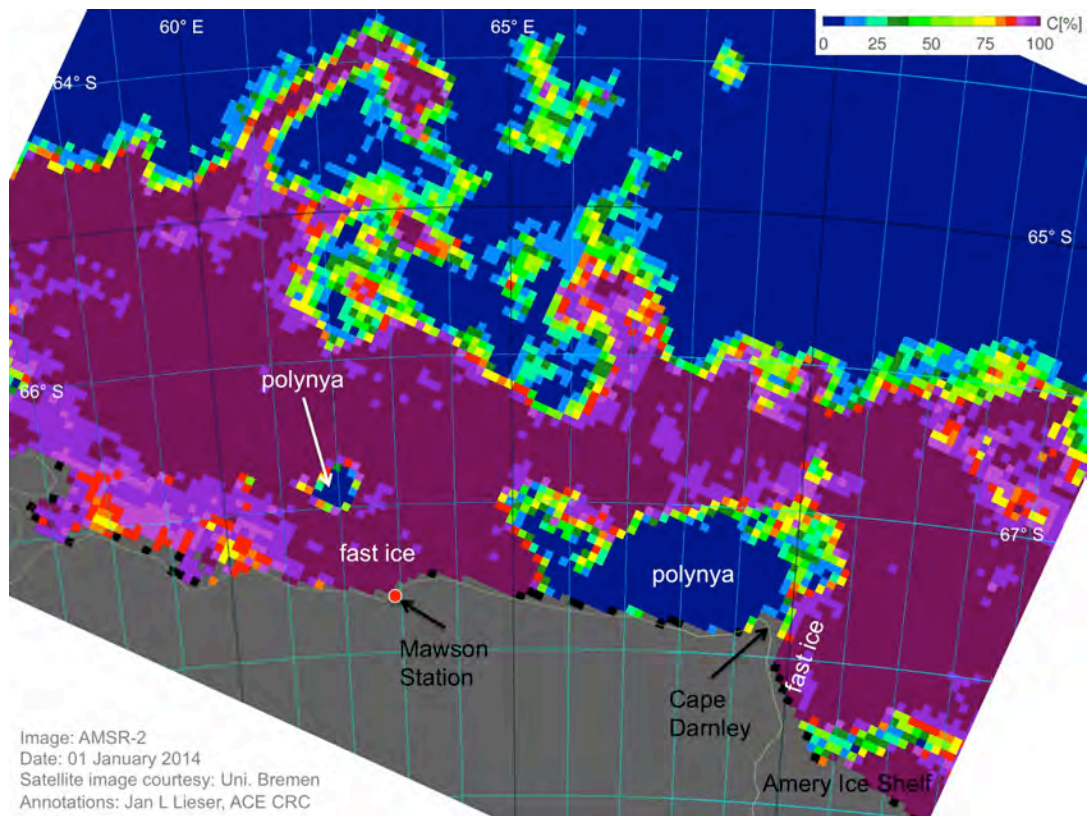 60° E
65° E
C[%]
0 25 50 75 100
64° S
65° S
polynya
66° S
67° S
fast ice
polynya
Mawson
Station
fast ice
Cape
Darnley
Image: AMSR-2
Date: 01 January 2014
Satellite image courtesy: Uni. Bremen
Annotations: Jan L Lieser, ACE CRC
Amery Ice Shelf